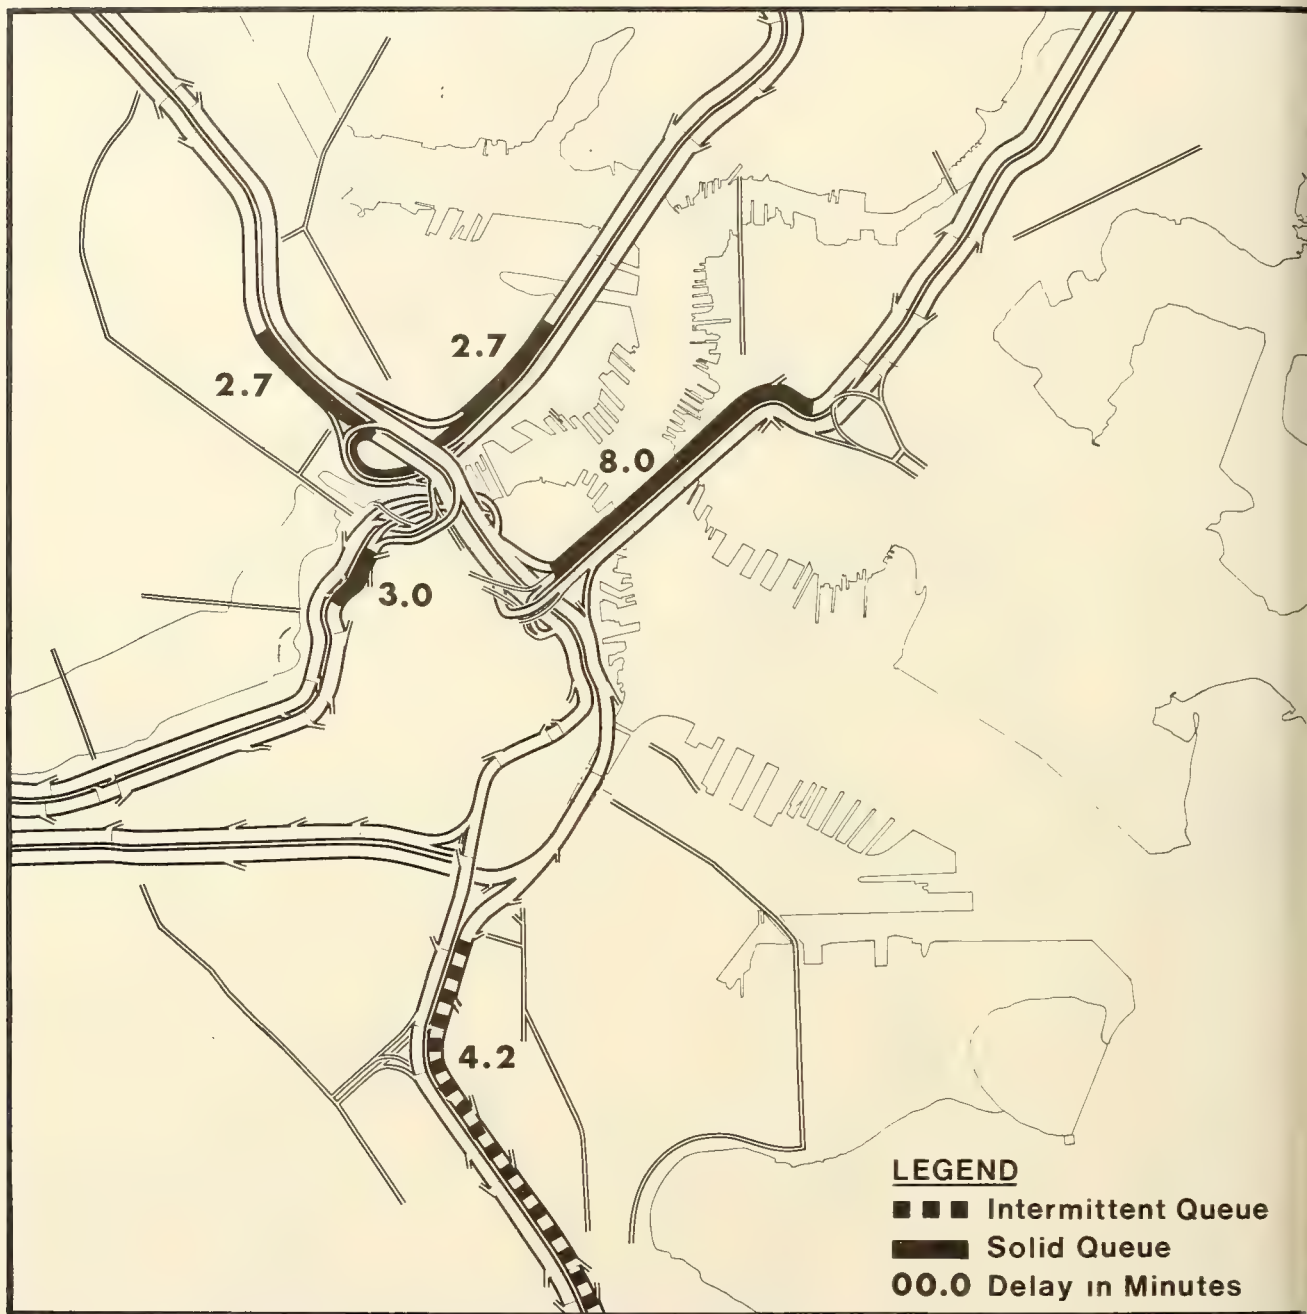 2.7
2.7
8.0
3.0
4.2
LEGEND
Intermittent Queue
Solid Queue
00.0 Delay in Minutes